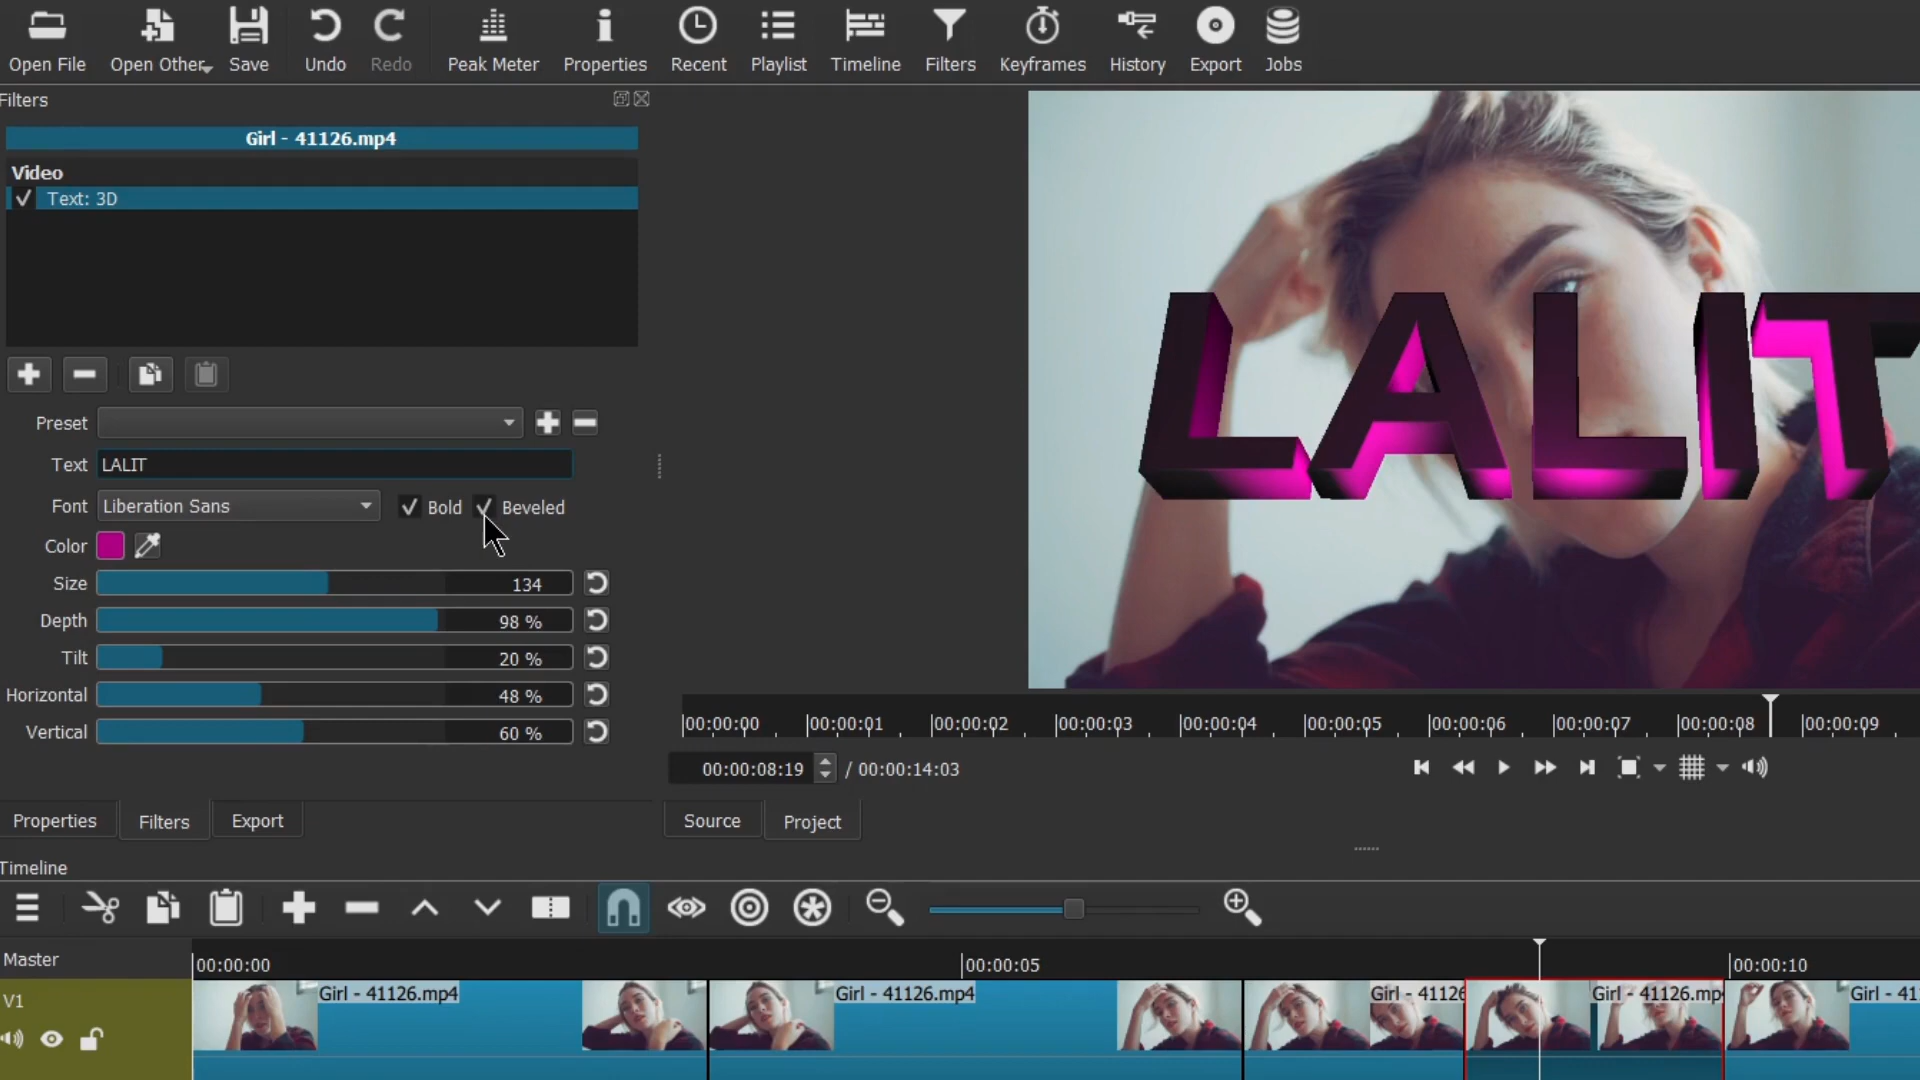 Open File Open Other Save Undo Redo Peak Meter Properties Recent Playlist Timeline Filters Keyframes History Export Jobs
Filters
Girl - 41126.mp4
Video
Text: 3D
Preset
Text LALIT
Font Liberation Sans Bold Beveled
Color
Size 134
Depth 98 %
Tilt 20 %
Horizontal 48 %
Vertical 60 %
LALIT
00:00:00 00:00:01 00:00:02 00:00:03 00:00:04 00:00:05 00:00:06 00:00:07 00:00:08 00:00:09
00:00:08:19 / 00:00:14:03
Properties Filters Export
Source Project
Timeline
Master 00:00:00 00:00:05 00:00:10
V1 Girl - 41126.mp4 Girl - 41126.mp4 Girl - 41126 Girl - 41126.mp Girl - 41